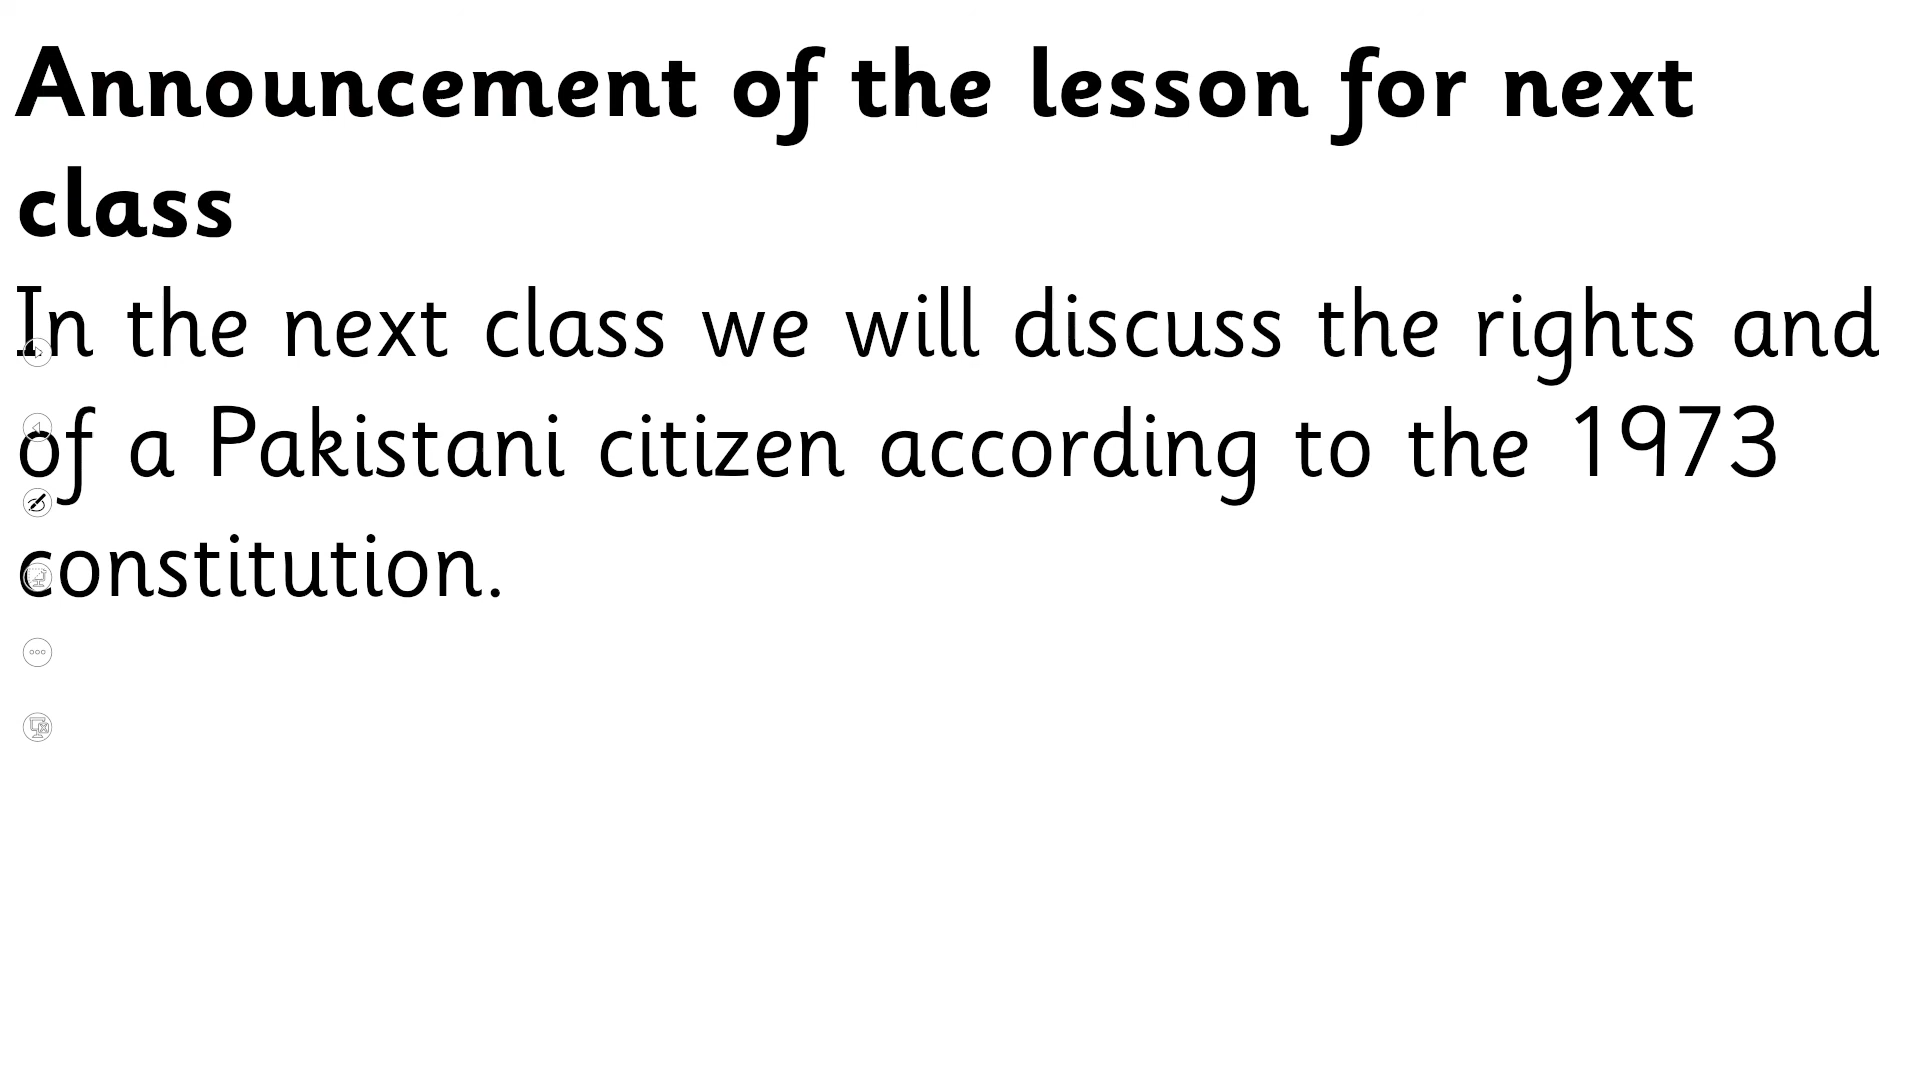 Announcement of the lesson for next
class
In the next class we will discuss the rights and
of a Pakistani citizen according to the 1973
constitution.